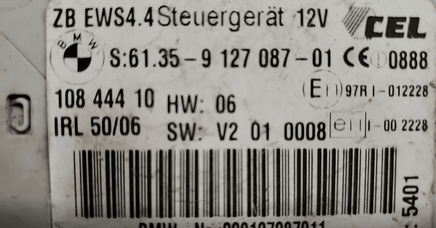 ZB EWS4.4 Steuergerät 12V CEL
BMW S:61.35-9 127 087-01 CE 0888
108 444 10 HW: 06 e11 97RI-012228
IRL 50/06 SW: V2 01 0008 e11 I-00 2228
5401